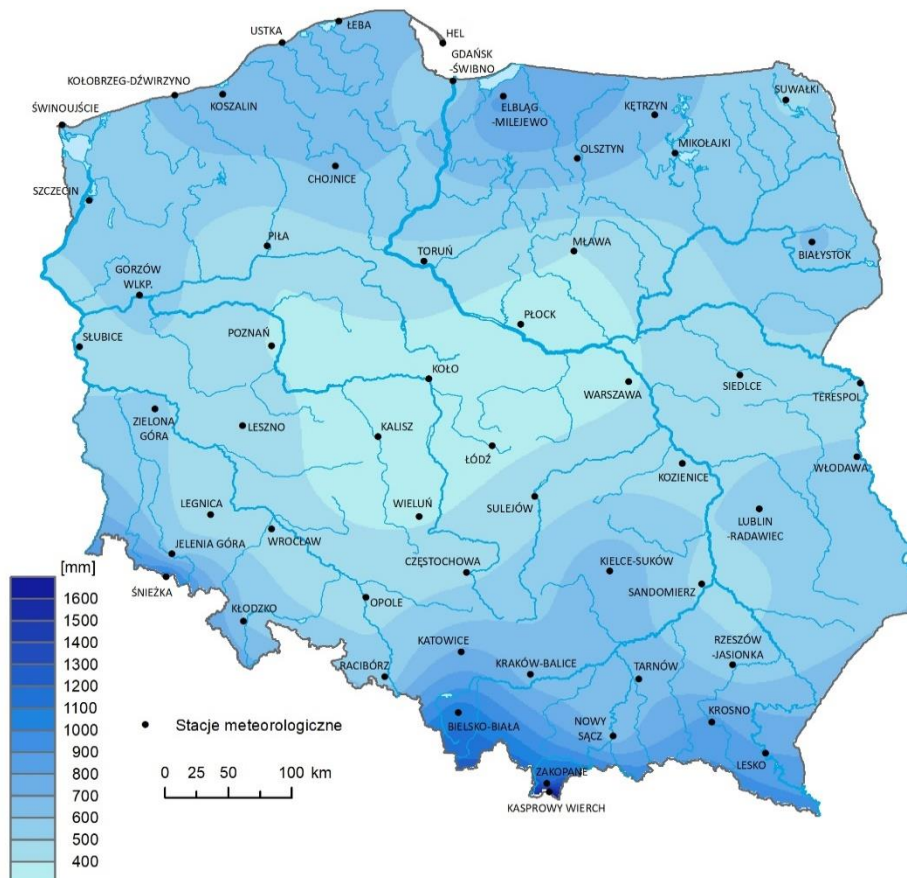 ŁEBA
USTKA
HEL
GDAŃSK
-ŚWIBNO
KOŁOBRZEG-DŹWIRZYNO
KOSZALIN
SUWAŁKI
ELBLĄG
-MILEJEWO
KĘTRZYN
ŚWINOUJŚCIE
MIKOŁAJKI
OLSZTYN
CHOJNICE
SZCZECIN
PIŁA
TORUŃ
MŁAWA
BIAŁYSTOK
GORZÓW
WLKP.
PŁOCK
SŁUBICE
POZNAŃ
KOŁO
WARSZAWA
SIEDLCE
TERESPOL
ZIELONA
GÓRA
LESZNO
KALISZ
ŁÓDŹ
WŁODAWA
KOZIENICE
LEGNICA
WIELUŃ
SULEJÓW
LUBLIN
-RADAWIEC
WROCŁAW
JELENIA GÓRA
CZĘSTOCHOWA
KIELCE-SUKÓW
SANDOMIERZ
ŚNIEŻKA
KŁODZKO
OPOLE
KATOWICE
RZESZÓW
-JASIONKA
RACIBÓRZ
KRAKÓW-BALICE
TARNÓW
BIELSKO-BIAŁA
NOWY
SĄCZ
KROSNO
LESKO
ZAKOPANE
KASPROWY WIERCH
[mm]
1600
1500
1400
1300
1200
1100
1000
900
800
700
600
500
400
Stacje meteorologiczne
0 25 50 100 km